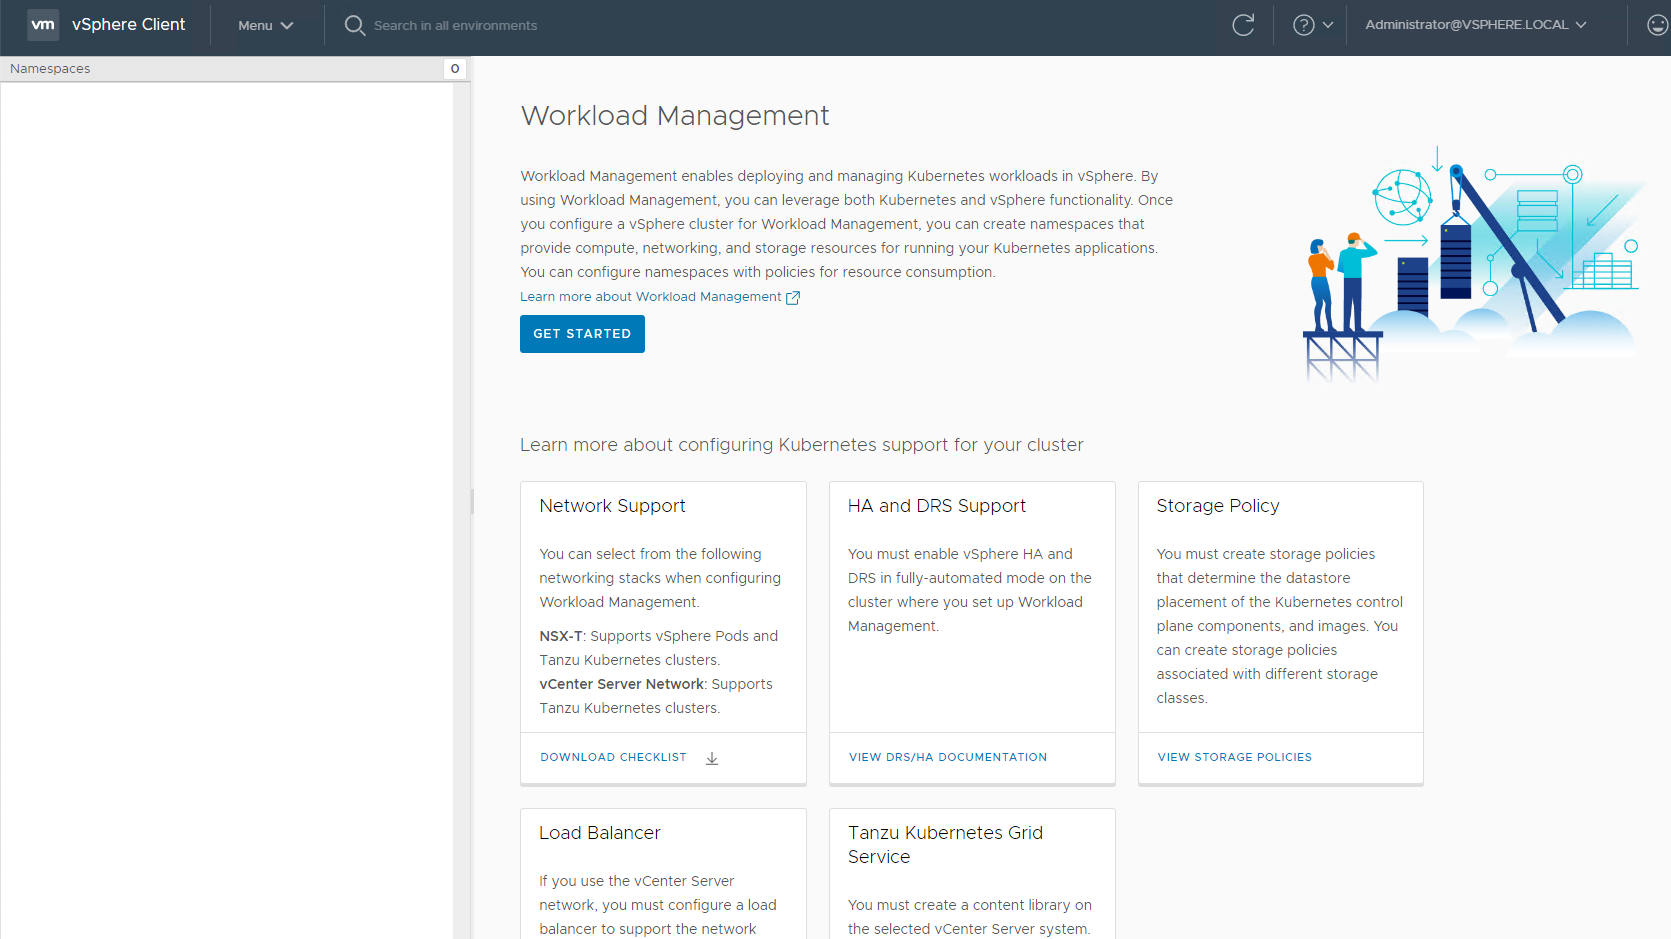 vm vSphere Client Menu Search in all environments Administrator@VSPHERE.LOCAL
Namespaces 0
Workload Management
Workload Management enables deploying and managing Kubernetes workloads in vSphere. By
using Workload Management, you can leverage both Kubernetes and vSphere functionality. Once
you configure a vSphere cluster for Workload Management, you can create namespaces that
provide compute, networking, and storage resources for running your Kubernetes applications.
You can configure namespaces with policies for resource consumption.
Learn more about Workload Management
GET STARTED
Learn more about configuring Kubernetes support for your cluster
Network Support
You can select from the following
networking stacks when configuring
Workload Management.
NSX-T: Supports vSphere Pods and
Tanzu Kubernetes clusters.
vCenter Server Network: Supports
Tanzu Kubernetes clusters.
DOWNLOAD CHECKLIST
HA and DRS Support
You must enable vSphere HA and
DRS in fully-automated mode on the
cluster where you set up Workload
Management.
VIEW DRS/HA DOCUMENTATION
Storage Policy
You must create storage policies
that determine the datastore
placement of the Kubernetes control
plane components, and images. You
can create storage policies
associated with different storage
classes.
VIEW STORAGE POLICIES
Load Balancer
If you use the vCenter Server
network, you must configure a load
balancer to support the network
Tanzu Kubernetes Grid
Service
You must create a content library on
the selected vCenter Server system.